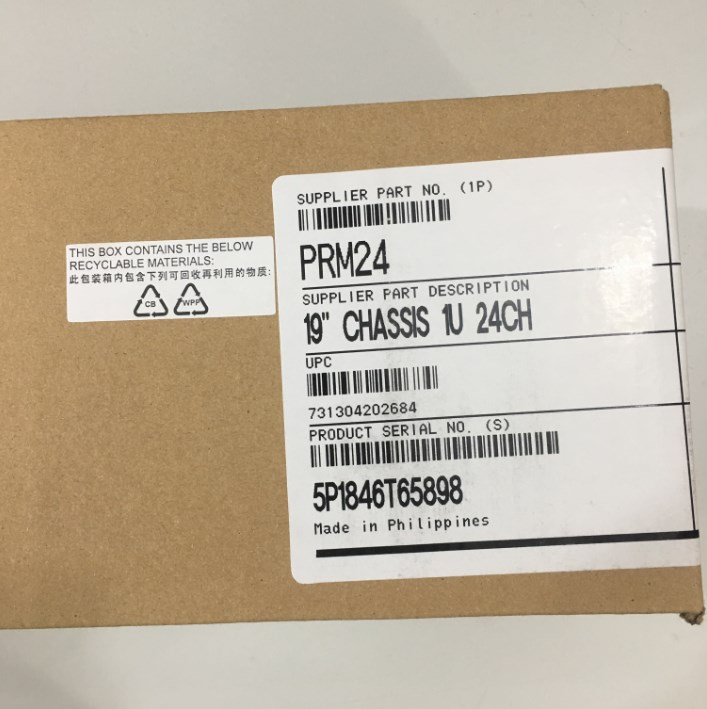 THIS BOX CONTAINS THE BELOW
RECYCLABLE MATERIALS:
此包装箱内包含下列可回收再利用的物质:
CB
WPP
SUPPLIER PART NO. (1P)
PRM24
SUPPLIER PART DESCRIPTION
19" CHASSIS 1U 24CH
UPC
731304202684
PRODUCT SERIAL NO. (S)
5P1846T65898
Made in Philippines